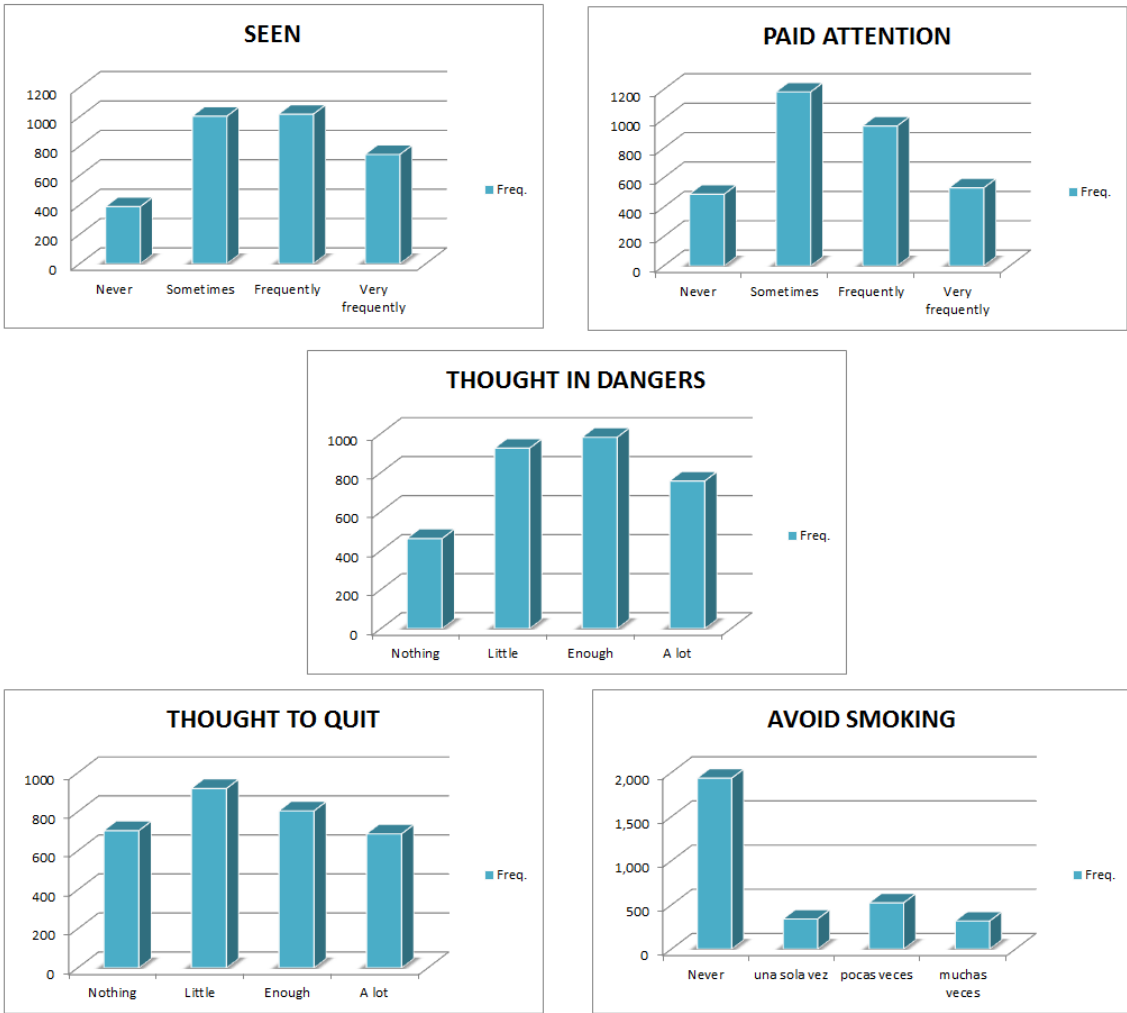 SEEN
1200
1000
800
600
400
200
0
Never
Sometimes
Frequently
Very
frequently
Freq.
PAID ATTENTION
1200
1000
800
600
400
200
0
Never
Sometimes
Frequently
Very
frequently
Freq.
THOUGHT IN DANGERS
1000
800
600
400
200
0
Nothing
Little
Enough
A lot
Freq.
THOUGHT TO QUIT
1000
800
600
400
200
0
Nothing
Little
Enough
A lot
Freq.
AVOID SMOKING
2,000
1,500
1,000
500
0
Never
una sola vez
pocas veces
muchas
veces
Freq.